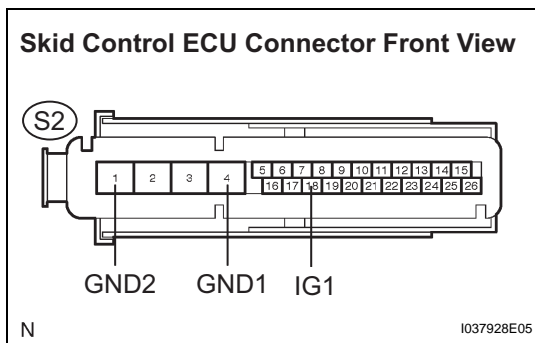 Skid Control ECU Connector Front View
S2
5 6 7 8 9 10 11 12 13 14 15
1 2 3 4
16 17 18 19 20 21 22 23 24 25 26
GND2 GND1 IG1
N I037928E05